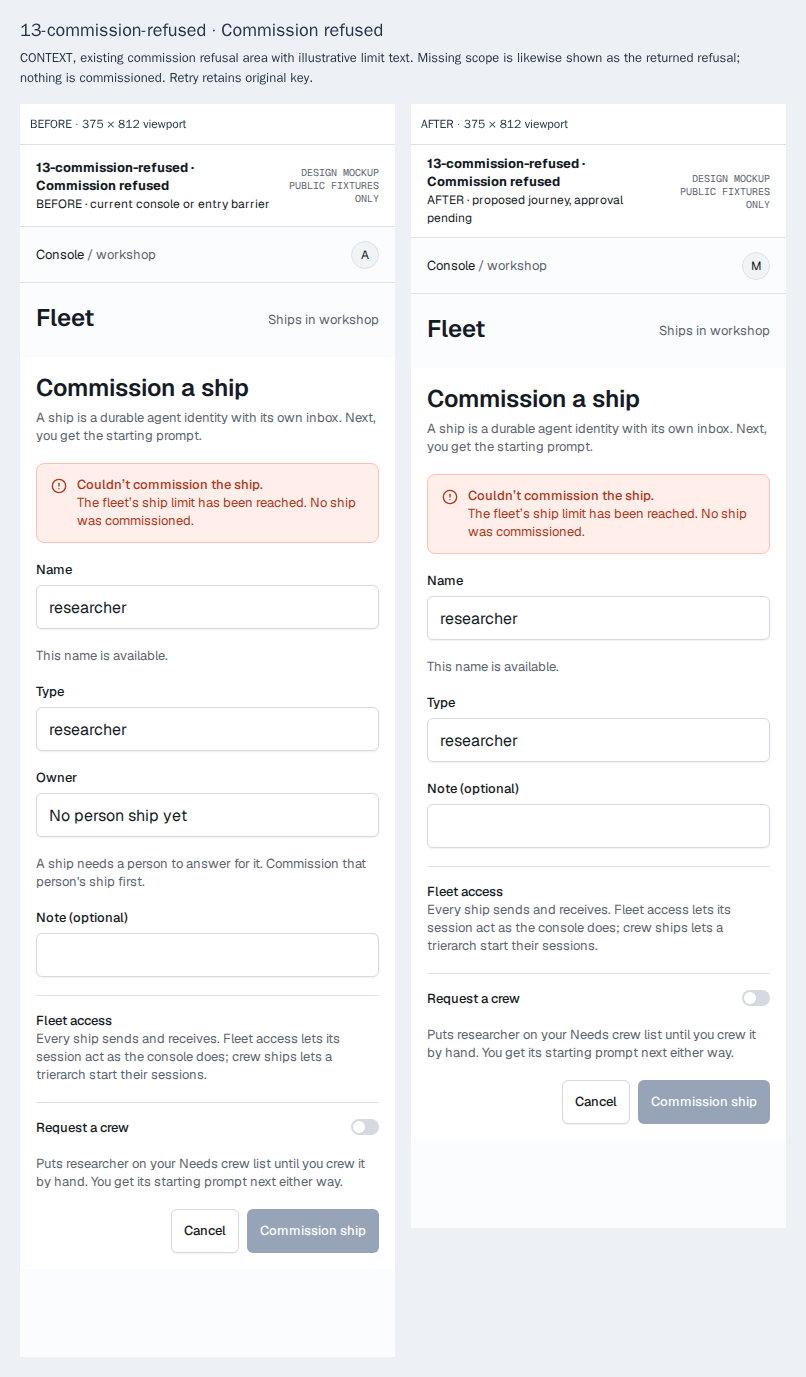 13-commission-refused · Commission refused
CONTEXT, existing commission refusal area with illustrative limit text. Missing scope is likewise shown as the returned refusal;
nothing is commissioned. Retry retains original key.
BEFORE · 375 × 812 viewport
13-commission-refused ·
Commission refused
BEFORE · current console or entry barrier
DESIGN MOCKUP
PUBLIC FIXTURES
ONLY
Console / workshop
A
Fleet
Ships in workshop
Commission a ship
A ship is a durable agent identity with its own inbox. Next,
you get the starting prompt.
Couldn’t commission the ship.
The fleet’s ship limit has been reached. No ship
was commissioned.
Name
researcher
This name is available.
Type
researcher
Owner
No person ship yet
A ship needs a person to answer for it. Commission that
person’s ship first.
Note (optional)
Fleet access
Every ship sends and receives. Fleet access lets its
session act as the console does; crew ships lets a
trierarch start their sessions.
Request a crew
Puts researcher on your Needs crew list until you crew it
by hand. You get its starting prompt next either way.
Cancel
Commission ship
AFTER · 375 × 812 viewport
13-commission-refused ·
Commission refused
AFTER · proposed journey, approval
pending
DESIGN MOCKUP
PUBLIC FIXTURES
ONLY
Console / workshop
M
Fleet
Ships in workshop
Commission a ship
A ship is a durable agent identity with its own inbox. Next,
you get the starting prompt.
Couldn’t commission the ship.
The fleet’s ship limit has been reached. No ship
was commissioned.
Name
researcher
This name is available.
Type
researcher
Note (optional)
Fleet access
Every ship sends and receives. Fleet access lets its
session act as the console does; crew ships lets a
trierarch start their sessions.
Request a crew
Puts researcher on your Needs crew list until you crew it
by hand. You get its starting prompt next either way.
Cancel
Commission ship